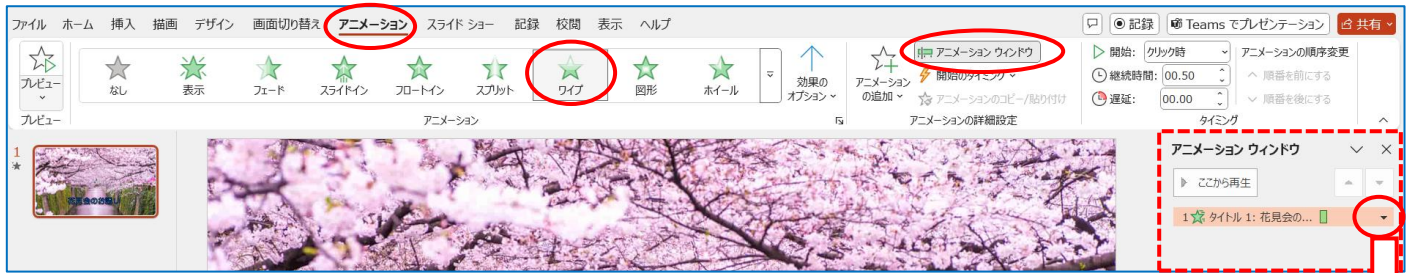 ファイル ホーム 挿入 描画 デザイン 画面切り替え アニメーション スライド ショー 記録 校閲 表示 ヘルプ 記録 Teams でプレゼンテーション 共有
プレビュー
プレビュー
なし 表示 フェード スライドイン フロートイン スプリット ワイプ 図形 ホイール
アニメーション
効果の
オプション
アニメーション
の追加
アニメーション ウィンドウ
開始のタイミング
アニメーションのコピー/貼り付け
アニメーションの詳細設定
開始: クリック時
継続時間: 00.50
遅延: 00.00
アニメーションの順序変更
順番を前にする
順番を後にする
タイミング
1
アニメーション ウィンドウ
ここから再生
1 タイトル 1: 花見会の...